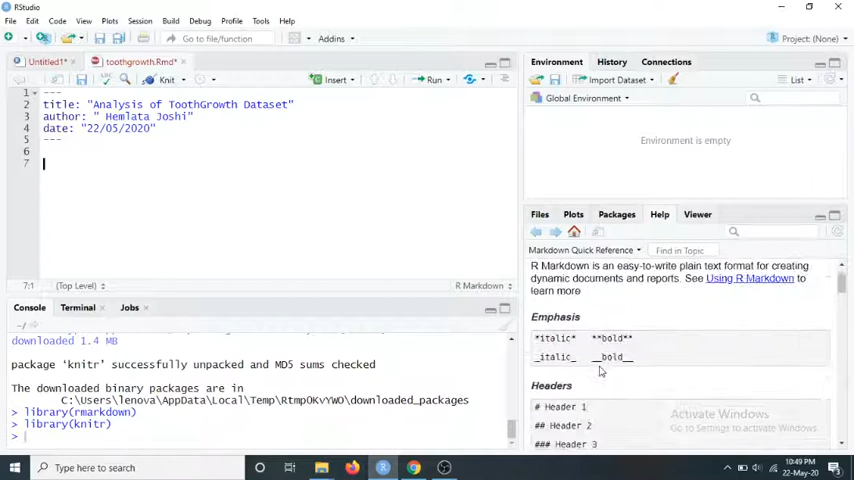 RStudio
File Edit Code View Plots Session Build Debug Profile Tools Help
Go to file/function
Addins
Project: (None)
Untitled1*
toothgrowth.Rmd*
Knit
Insert
Run
1 ---
2 title: "Analysis of ToothGrowth Dataset"
3 author: " Hemlata Joshi"
4 date: "22/05/2020"
5 ---
6
7
7:1
(Top Level)
R Markdown
Console
Terminal
Jobs
~/
downloaded 1.4 MB
package ‘knitr’ successfully unpacked and MD5 sums checked
The downloaded binary packages are in
C:\Users\lenova\AppData\Local\Temp\RtmpOKvYWO\downloaded_packages
> library(rmarkdown)
> library(knitr)
>
Environment
History
Connections
Import Dataset
List
Global Environment
Environment is empty
Files
Plots
Packages
Help
Viewer
Markdown Quick Reference
Find in Topic
R Markdown is an easy-to-write plain text format for creating
dynamic documents and reports. See Using R Markdown to
learn more
Emphasis
*italic* **bold**
_italic_ __bold__
Headers
# Header 1
## Header 2
### Header 3
Activate Windows
Go to Settings to activate Windows.
Type here to search
10:49 PM
22-May-20
3